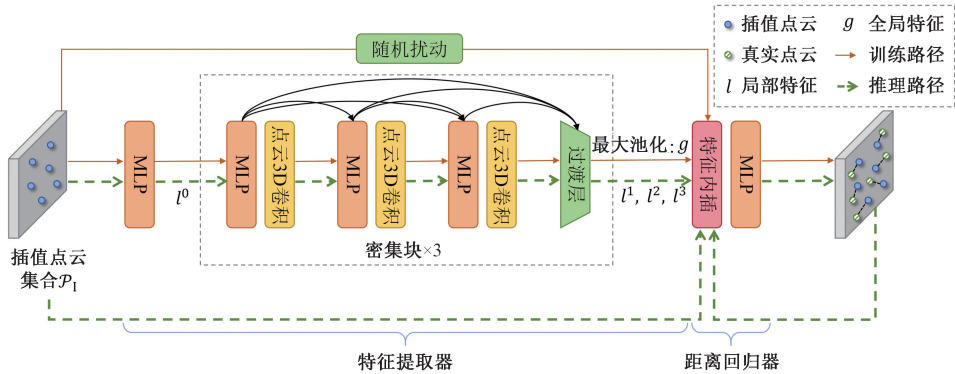 插值点云
g 全局特征
真实点云
训练路径
l 局部特征
推理路径
随机扰动
MLP
l⁰
MLP
点云3D卷积
MLP
点云3D卷积
MLP
点云3D卷积
过渡层
最大池化: g
l¹, l², l³
特征内插
MLP
密集块×3
插值点云
集合𝒫_I
特征提取器
距离回归器